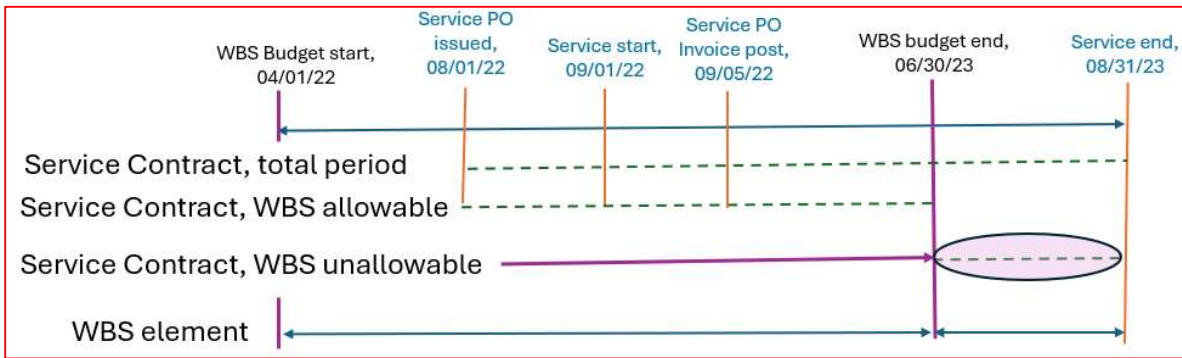 WBS Budget start,
04/01/22
Service PO
issued,
08/01/22
Service start,
09/01/22
Service PO
Invoice post,
09/05/22
WBS budget end,
06/30/23
Service end,
08/31/23
Service Contract, total period
Service Contract, WBS allowable
Service Contract, WBS unallowable
WBS element